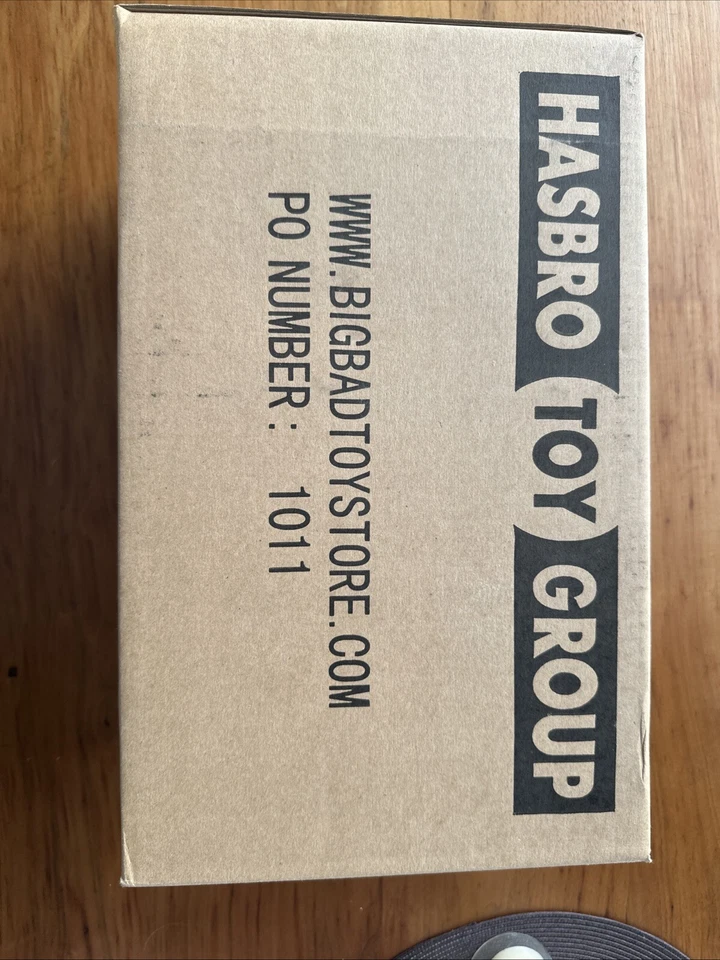 HASBRO TOY GROUP
WWW.BIGBADTOYSTORE.COM
PO NUMBER: 1011